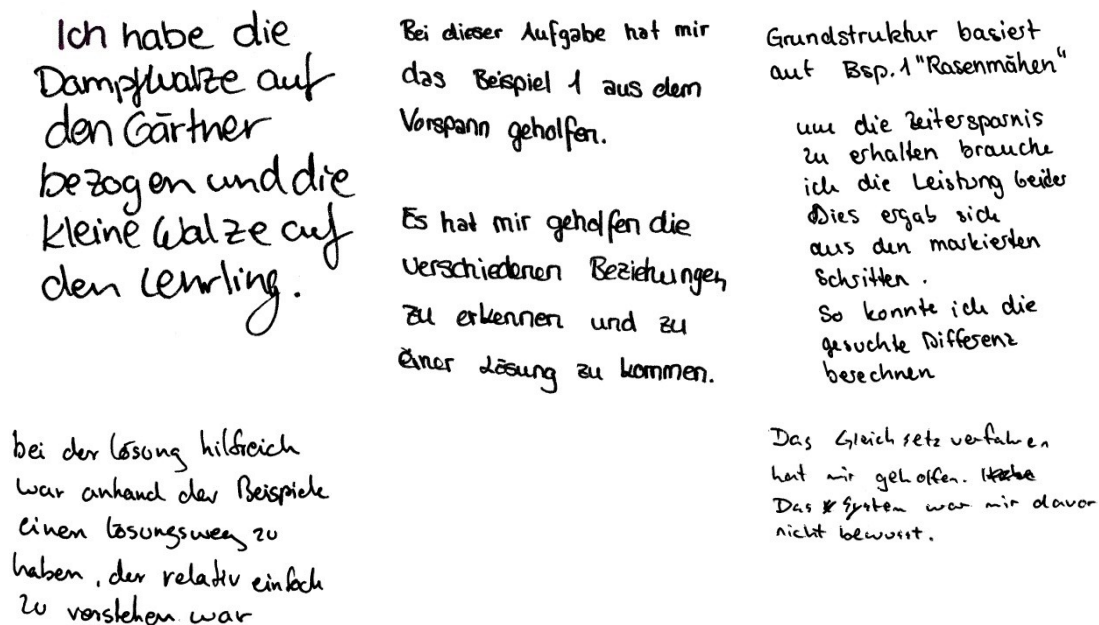 Ich habe die
Dampfwalze auf
den Gärtner
bezogen und die
kleine Walze auf
den Lehrling.
Bei dieser Aufgabe hat mir
das Beispiel 1 aus dem
Vorspann geholfen.
Es hat mir geholfen die
verschiedenen Beziehungen
zu erkennen und zu
einer Lösung zu kommen.
Grundstruktur basiert
auf Bsp. 1 "Rasenmähen"
um die Zeitersparnis
zu erhalten brauche
ich die Leistung beider
Dies ergab sich
aus den markierten
Schritten.
So konnte ich die
gesuchte Differenz
berechnen
bei der lösung hilfreich
war anhand der Beispiele
einen lösungsweg zu
haben, der relativ einfach
zu verstehen war
Das Gleichsetzverfahren
hat mir geholfen.
Das System war mir davor
nicht bewusst.